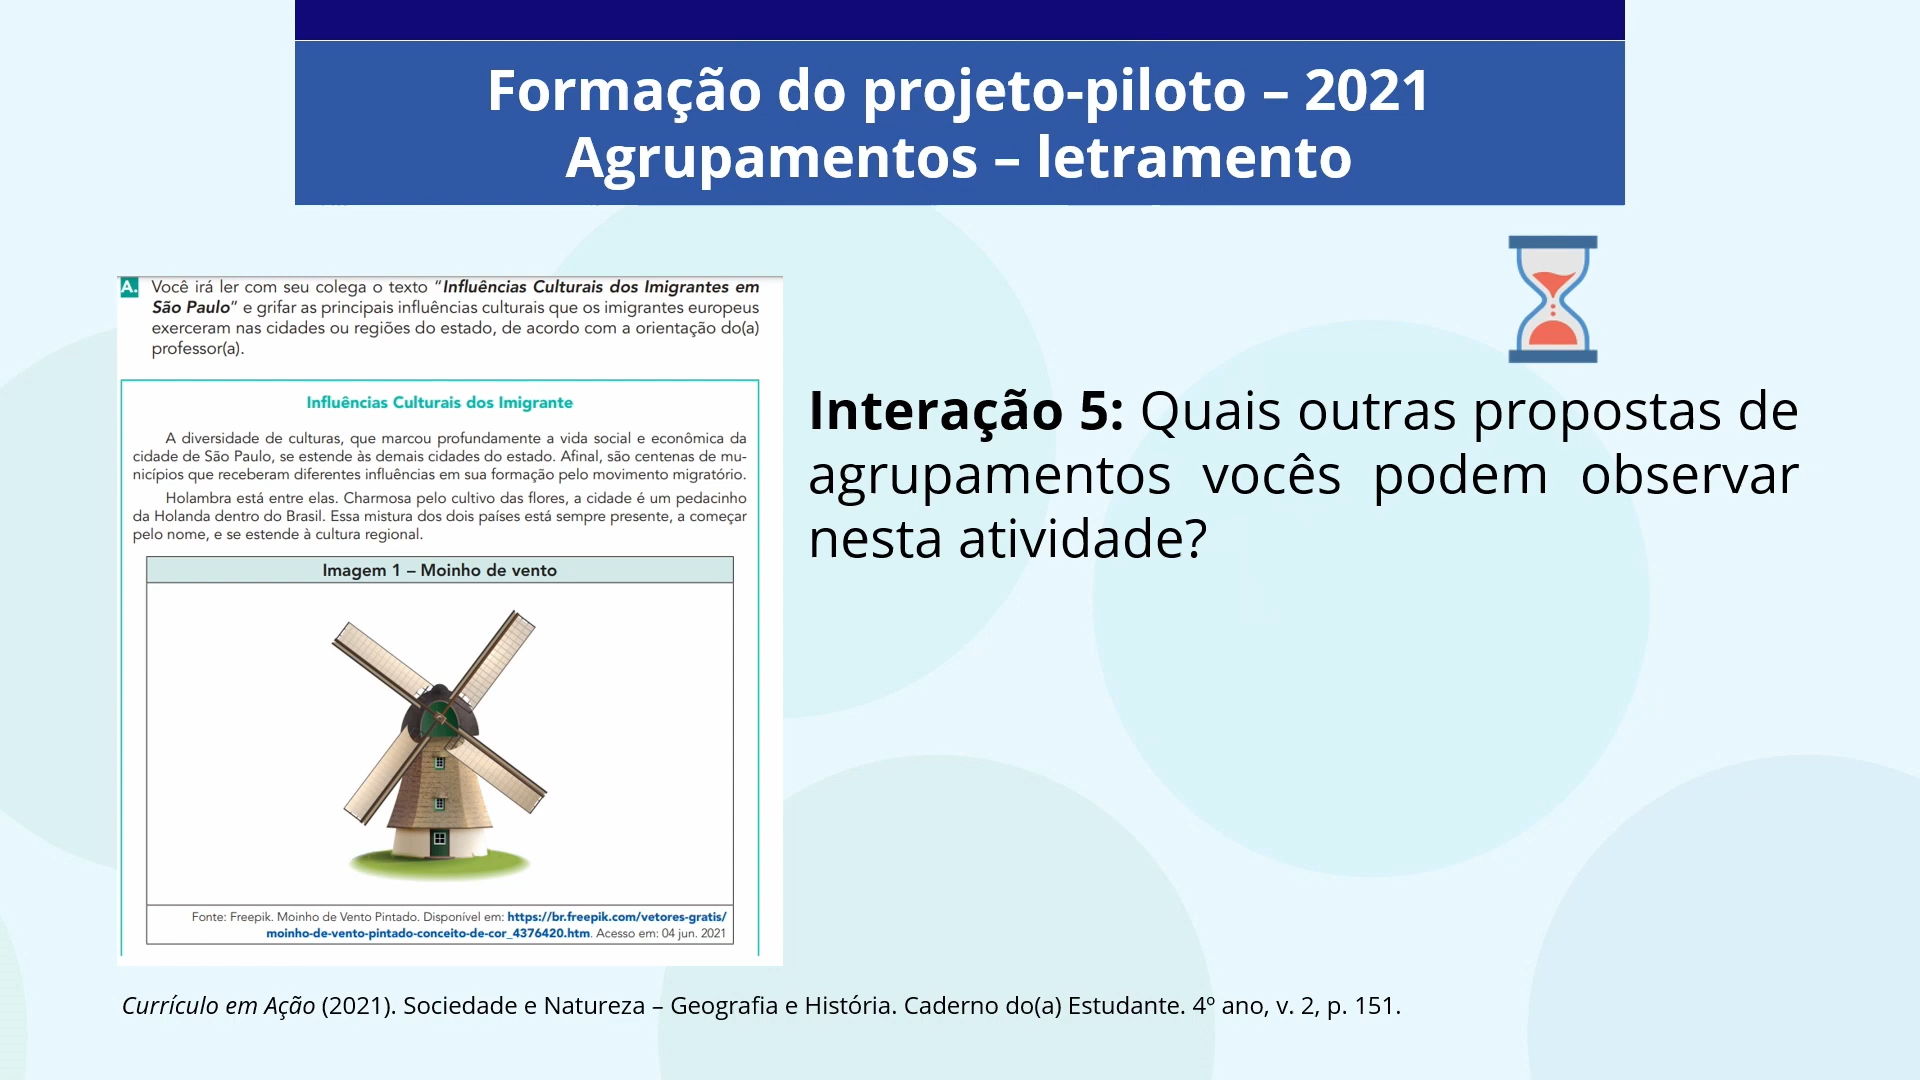 Formação do projeto-piloto – 2021
Agrupamentos – letramento
A. Você irá ler com seu colega o texto “Influências Culturais dos Imigrantes em
São Paulo” e grifar as principais influências culturais que os imigrantes europeus
exerceram nas cidades ou regiões do estado, de acordo com a orientação do(a)
professor(a).
Influências Culturais dos Imigrante
A diversidade de culturas, que marcou profundamente a vida social e econômica da
cidade de São Paulo, se estende às demais cidades do estado. Afinal, são centenas de mu-
nicípios que receberam diferentes influências em sua formação pelo movimento migratório.
Holambra está entre elas. Charmosa pelo cultivo das flores, a cidade é um pedacinho
da Holanda dentro do Brasil. Essa mistura dos dois países está sempre presente, a começar
pelo nome, e se estende à cultura regional.
Imagem 1 – Moinho de vento
Fonte: Freepik. Moinho de Vento Pintado. Disponível em: https://br.freepik.com/vetores-gratis/
moinho-de-vento-pintado-conceito-de-cor_4376420.htm. Acesso em: 04 jun. 2021
Interação 5: Quais outras propostas de
agrupamentos vocês podem observar
nesta atividade?
Currículo em Ação (2021). Sociedade e Natureza – Geografia e História. Caderno do(a) Estudante. 4º ano, v. 2, p. 151.